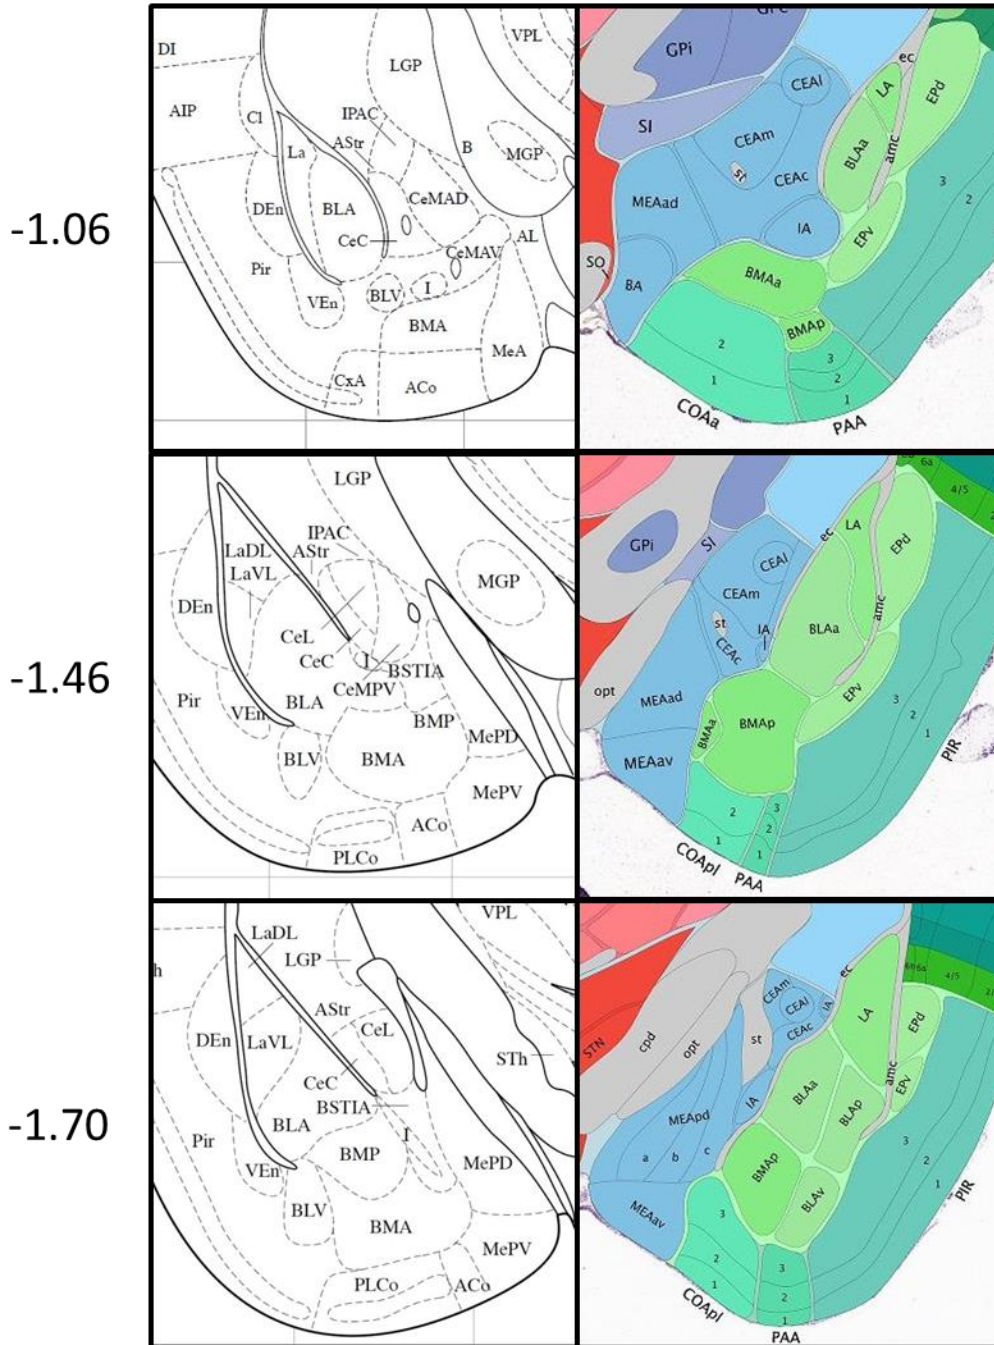 -1.06
DI
AIP
Cl
La
LGP
IPAC
AStr
VPL
B
MGP
CeMAD
DEn
BLA
CeC
CeMAV
AL
Pir
VEn
BLV
I
BMA
MeA
CxA
ACo
GPi
SI
CEAl
ec
LA
EPd
CEAm
BLAa
amc
st
CEAc
MEAad
IA
3
2
EPv
SO
BA
BMAa
BMAp
2
1
3
2
1
COAa
PAA
-1.46
LGP
IPAC
AStr
LaDL
LaVL
MGP
DEn
CeL
CeC
I
BSTIA
CeMPV
Pir
VEn
BLA
BMP
BLV
BMA
MePD
MePV
ACo
PLCo
6a
4/5
GPi
SI
ec
LA
EPd
CEAl
CEAm
amc
st
IA
CEAc
BLAa
opt
MEAad
EPv
3
2
1
BMAa
BMAp
MEAav
PIR
2
1
3
2
1
COApl
PAA
-1.70
LaDL
LGP
VPL
h
AStr
DEn
LaVL
CeL
STh
CeC
BSTIA
BLA
I
Pir
VEn
BMP
MePD
BLV
BMA
MePV
PLCo
ACo
6a
4/5
CEAm
ec
CEAl
IA
LA
EPd
STN
cpd
opt
st
CEAc
amc
EPv
BLAa
IA
BLAp
MEApd
a
b
c
BMAp
3
2
1
BLAv
PIR
MEAav
3
2
1
3
2
1
COApl
PAA